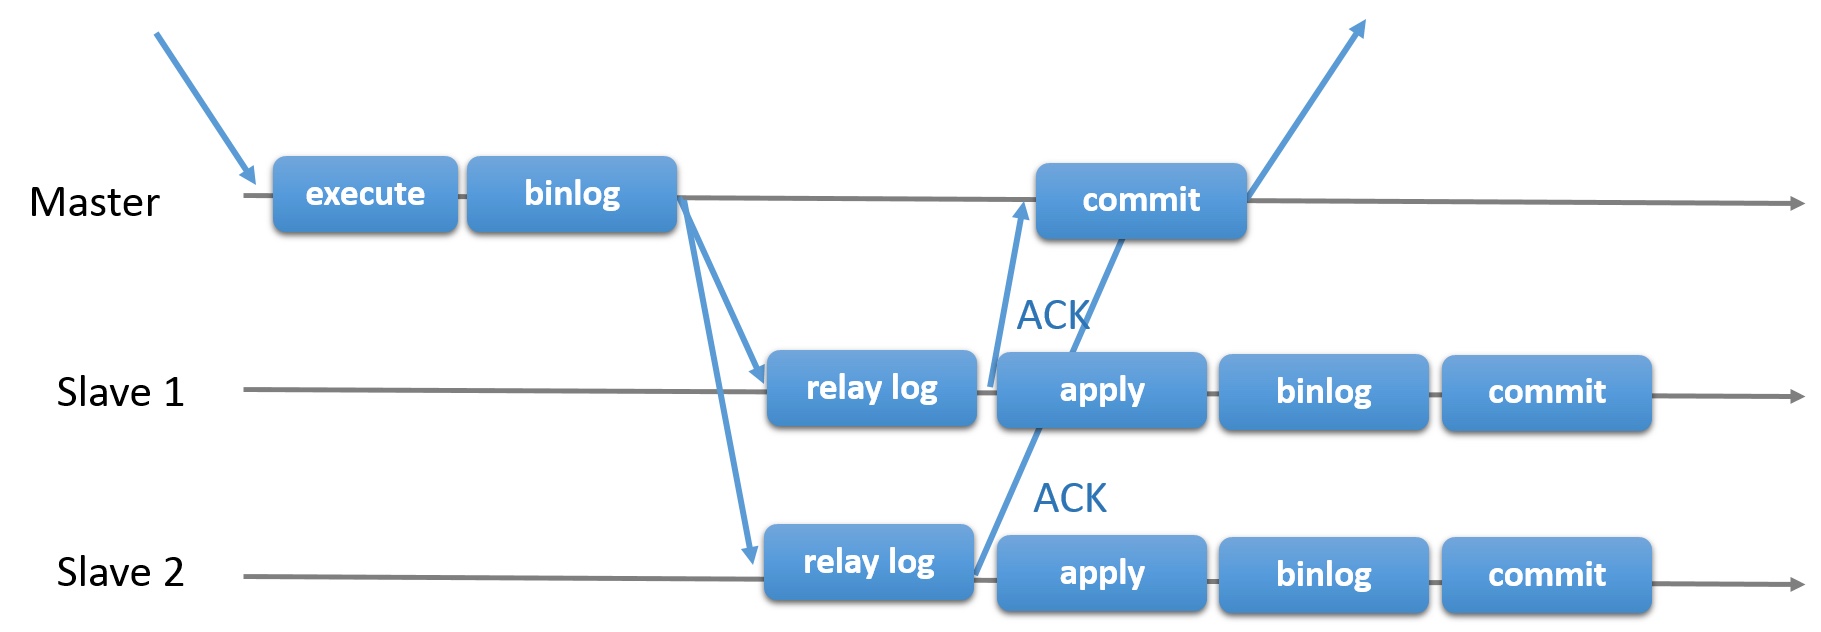 Master
execute
binlog
commit
ACK
Slave 1
relay log
apply
binlog
commit
ACK
Slave 2
relay log
apply
binlog
commit